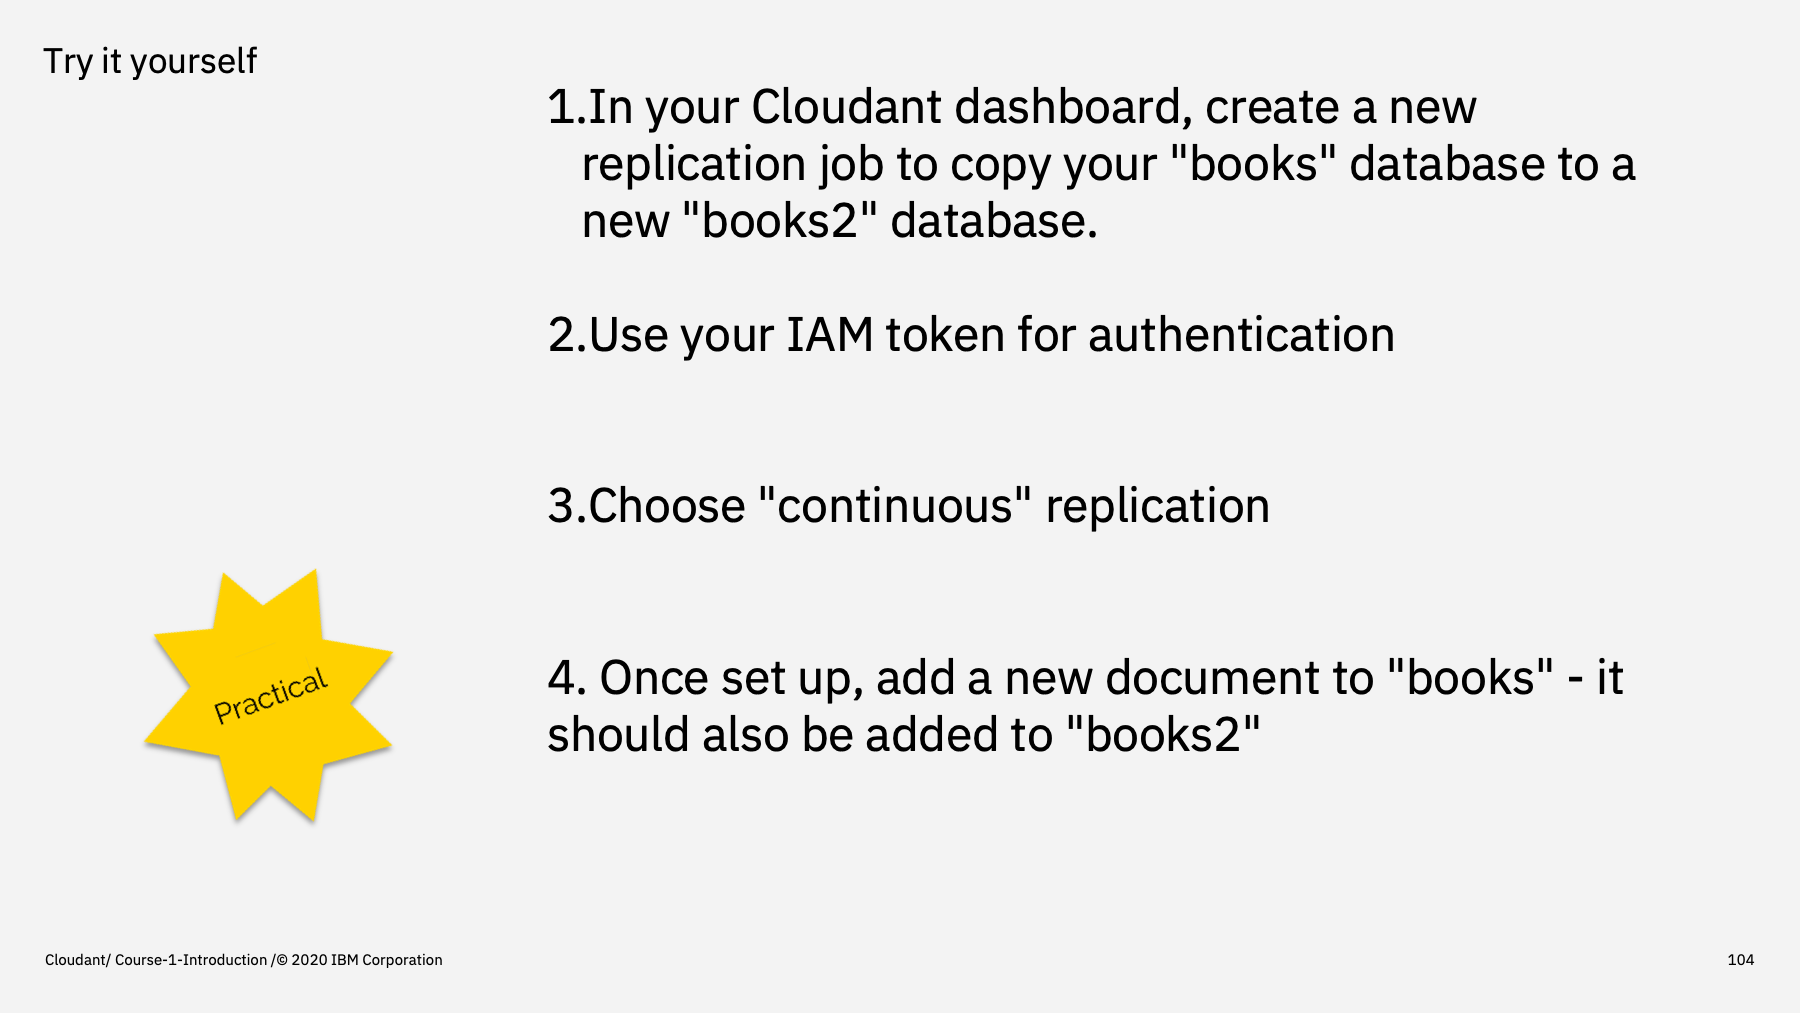 Try it yourself
1.In your Cloudant dashboard, create a new
replication job to copy your "books" database to a
new "books2" database.
2.Use your IAM token for authentication
3.Choose "continuous" replication
4. Once set up, add a new document to "books" - it
should also be added to "books2"
Practical
Cloudant/ Course-1-Introduction /© 2020 IBM Corporation
104